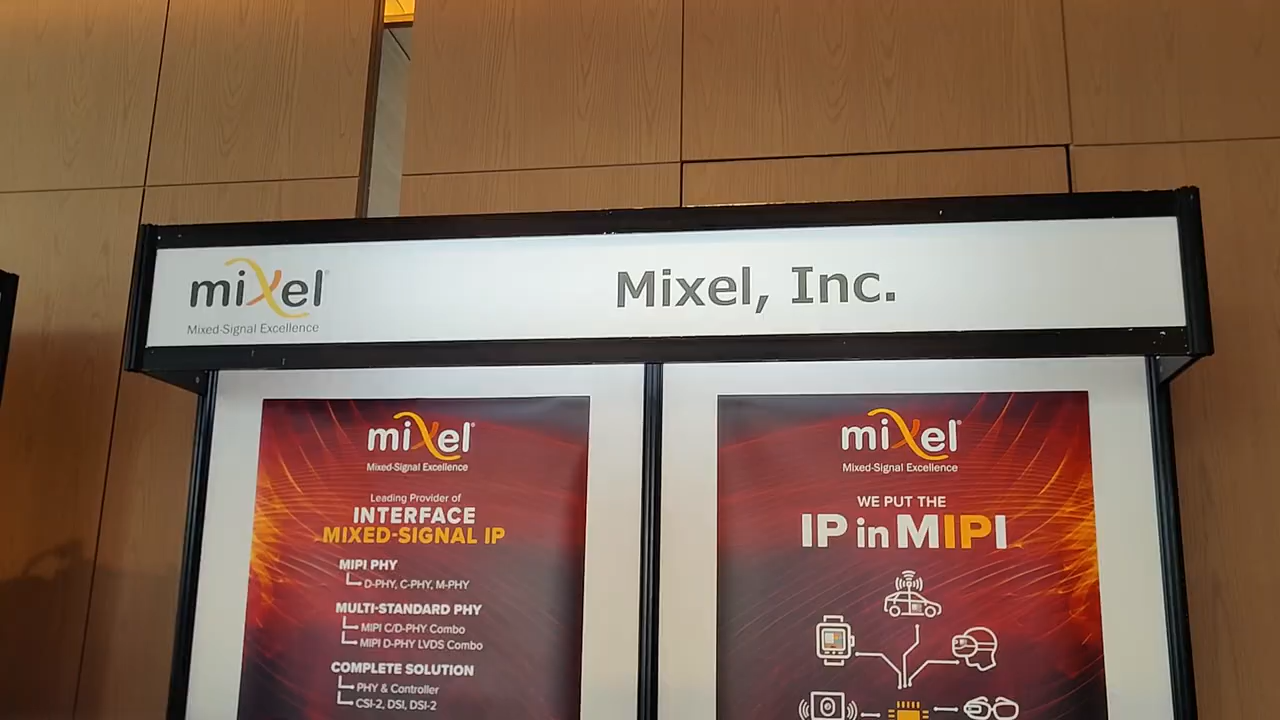 mixel®
Mixed-Signal Excellence
Mixel, Inc.
mixel®
Mixed-Signal Excellence
Leading Provider of
INTERFACE
MIXED-SIGNAL IP
MIPI PHY
D-PHY, C-PHY, M-PHY
MULTI-STANDARD PHY
MIPI C/D-PHY Combo
MIPI D-PHY LVDS Combo
COMPLETE SOLUTION
PHY & Controller
CSI-2, DSI, DSI-2
mixel®
Mixed-Signal Excellence
WE PUT THE
IP in MIPI